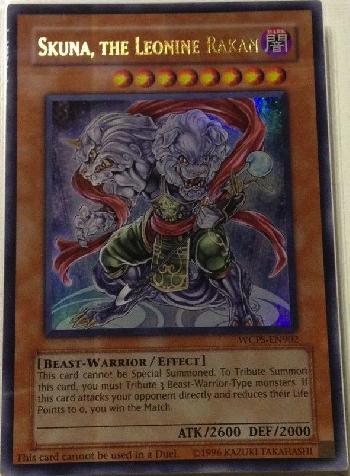 SKUNA, THE LEONINE RAKAN
DARK
闇
WCPS-EN902
[BEAST-WARRIOR / EFFECT]
This card cannot be Special Summoned. To Tribute Summon
this card, you must Tribute 3 Beast-Warrior-Type monsters. If
this card attacks your opponent directly and reduces their Life
Points to 0, you win the Match.
ATK/2600 DEF/2000
This card cannot be used in a Duel. ©1996 KAZUKI TAKAHASHI